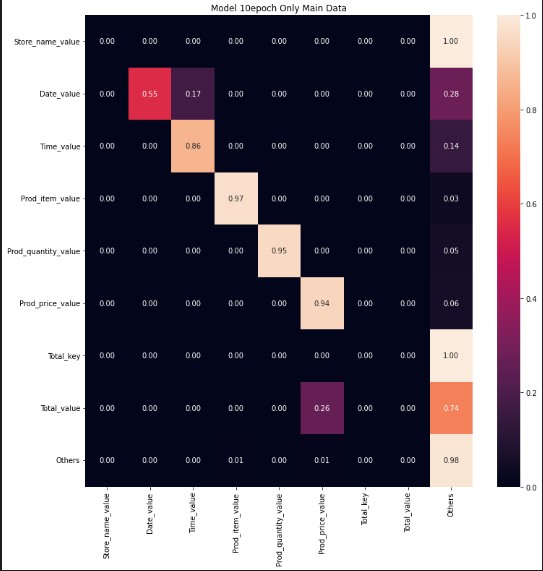 Model 10epoch Only Main Data
Store_name_value 0.00 0.00 0.00 0.00 0.00 0.00 0.00 0.00 1.00
Date_value 0.00 0.55 0.17 0.00 0.00 0.00 0.00 0.00 0.28
Time_value 0.00 0.00 0.86 0.00 0.00 0.00 0.00 0.00 0.14
Prod_item_value 0.00 0.00 0.00 0.97 0.00 0.00 0.00 0.00 0.03
Prod_quantity_value 0.00 0.00 0.00 0.00 0.95 0.00 0.00 0.00 0.05
Prod_price_value 0.00 0.00 0.00 0.00 0.00 0.94 0.00 0.00 0.06
Total_key 0.00 0.00 0.00 0.00 0.00 0.00 0.00 0.00 1.00
Total_value 0.00 0.00 0.00 0.00 0.00 0.26 0.00 0.00 0.74
Others 0.00 0.00 0.00 0.01 0.00 0.01 0.00 0.00 0.98
Store_name_value
Date_value
Time_value
Prod_item_value
Prod_quantity_value
Prod_price_value
Total_key
Total_value
Others
1.0
0.8
0.6
0.4
0.2
0.0